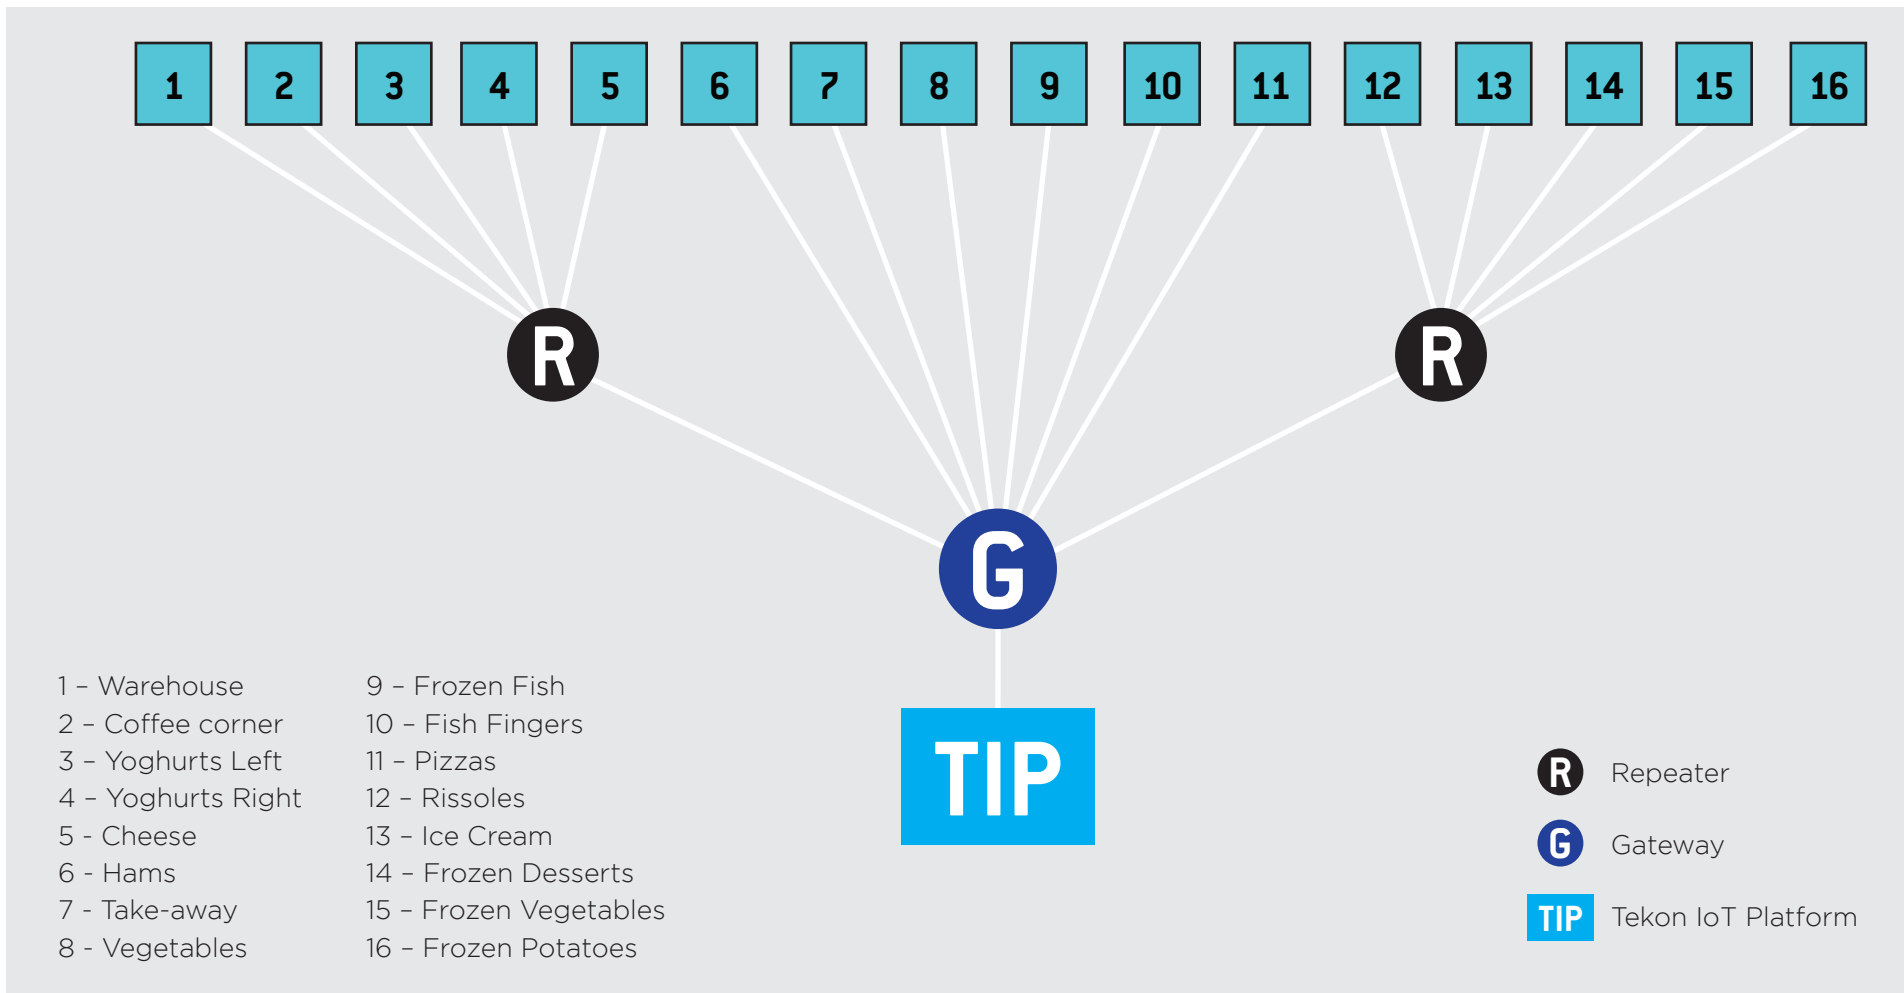 1 2 3 4 5 6 7 8 9 10 11 12 13 14 15 16
R R
G
TIP
1 – Warehouse
2 – Coffee corner
3 – Yoghurts Left
4 – Yoghurts Right
5 - Cheese
6 - Hams
7 - Take-away
8 - Vegetables
9 – Frozen Fish
10 – Fish Fingers
11 – Pizzas
12 – Rissoles
13 – Ice Cream
14 – Frozen Desserts
15 – Frozen Vegetables
16 – Frozen Potatoes
R Repeater
G Gateway
TIP Tekon IoT Platform